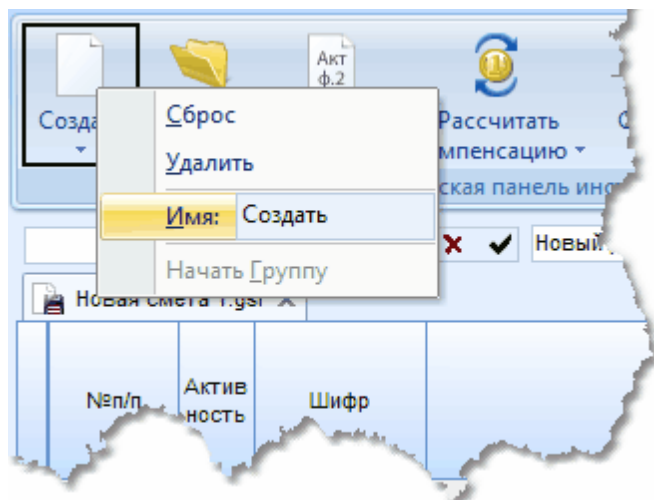 Акт
ф.2
Созда
Рассчитать
мпенсацию
ская панель инс
Сброс
Удалить
Имя: Создать
Начать Группу
Новый
Новая смета 1.gsf
№п/п
Актив
ность
Шифр